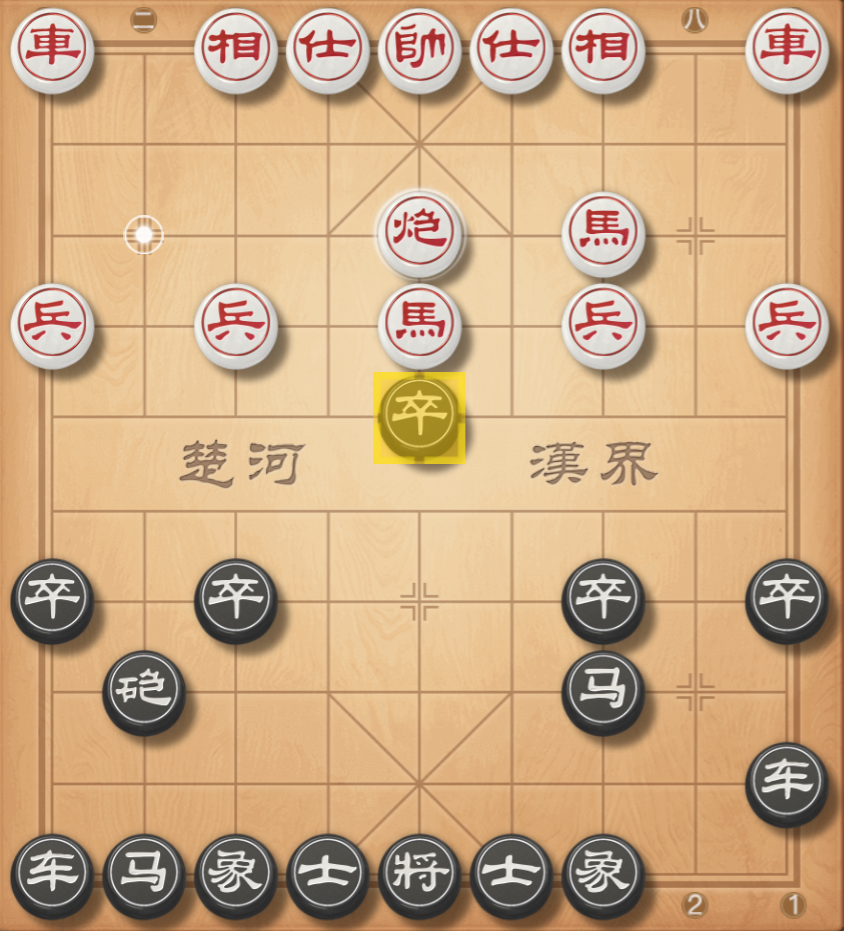 二 八
車 相 仕 帥 仕 相 車
炮 馬
兵 兵 馬 兵 兵
卒
楚河 漢界
卒 卒 卒 卒
砲 马
车
车 马 象 士 将 士 象
2 1